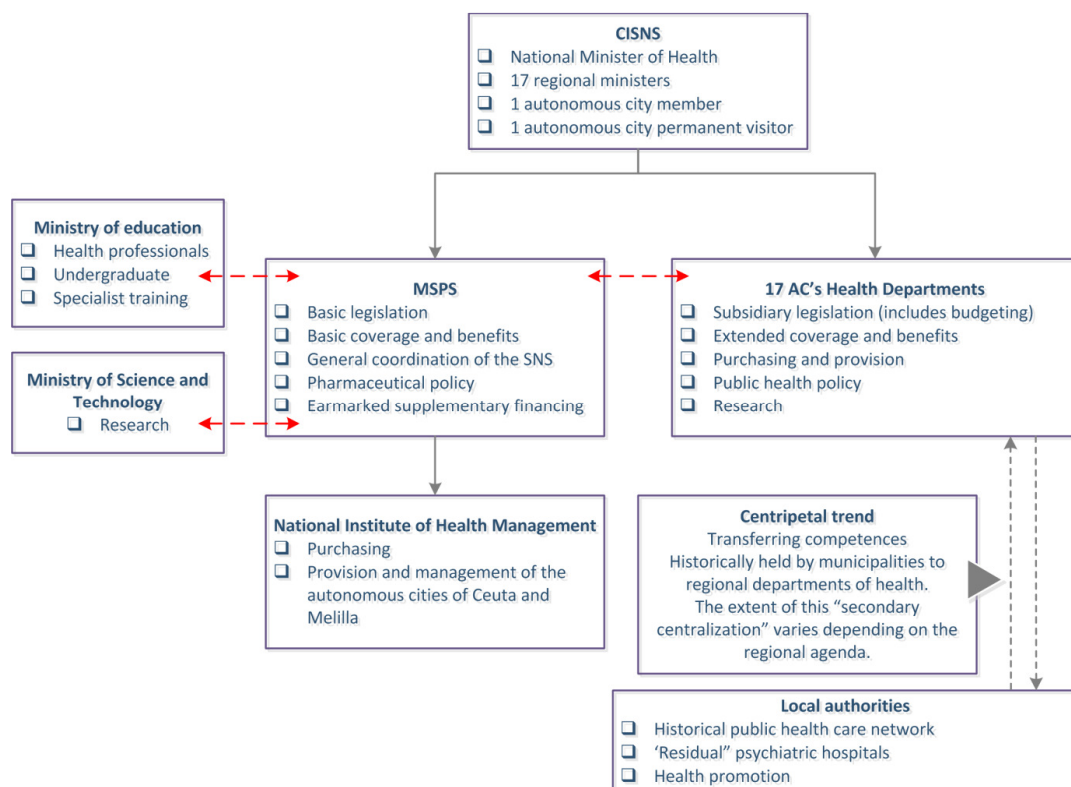 CISNS
National Minister of Health
17 regional ministers
1 autonomous city member
1 autonomous city permanent visitor
Ministry of education
Health professionals
Undergraduate
Specialist training
MSPS
Basic legislation
Basic coverage and benefits
General coordination of the SNS
Pharmaceutical policy
Earmarked supplementary financing
17 AC's Health Departments
Subsidiary legislation (includes budgeting)
Extended coverage and benefits
Purchasing and provision
Public health policy
Research
Ministry of Science and
Technology
Research
National Institute of Health Management
Purchasing
Provision and management of the
autonomous cities of Ceuta and
Melilla
Centripetal trend
Transferring competences
Historically held by municipalities to
regional departments of health.
The extent of this “secondary
centralization” varies depending on the
regional agenda.
Local authorities
Historical public health care network
‘Residual” psychiatric hospitals
Health promotion